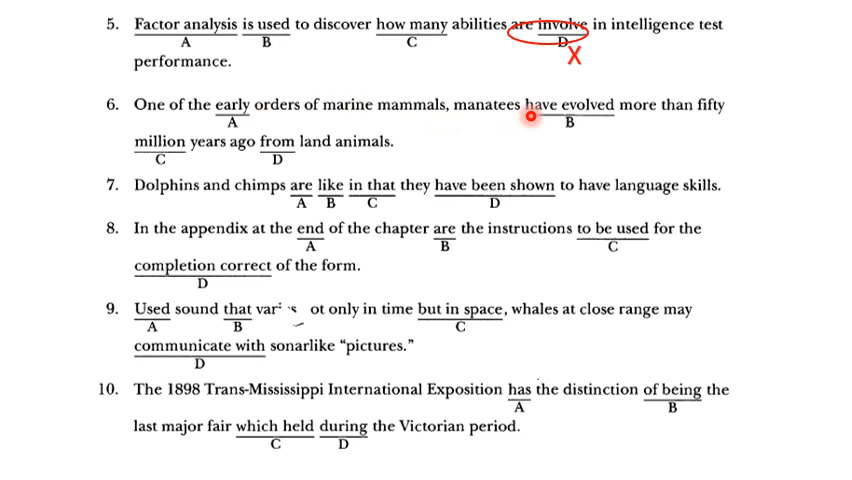 5. Factor analysis is used to discover how many abilities are involve in intelligence test
A B C D
X
performance.
6. One of the early orders of marine mammals, manatees have evolved more than fifty
A B
million years ago from land animals.
C D
7. Dolphins and chimps are like in that they have been shown to have language skills.
A B C D
8. In the appendix at the end of the chapter are the instructions to be used for the
A B C
completion correct of the form.
D
9. Used sound that ot only in time but in space, whales at close range may
A B C
communicate with sonarlike “pictures.”
D
10. The 1898 Trans-Mississippi International Exposition has the distinction of being the
A B
last major fair which held during the Victorian period.
C D